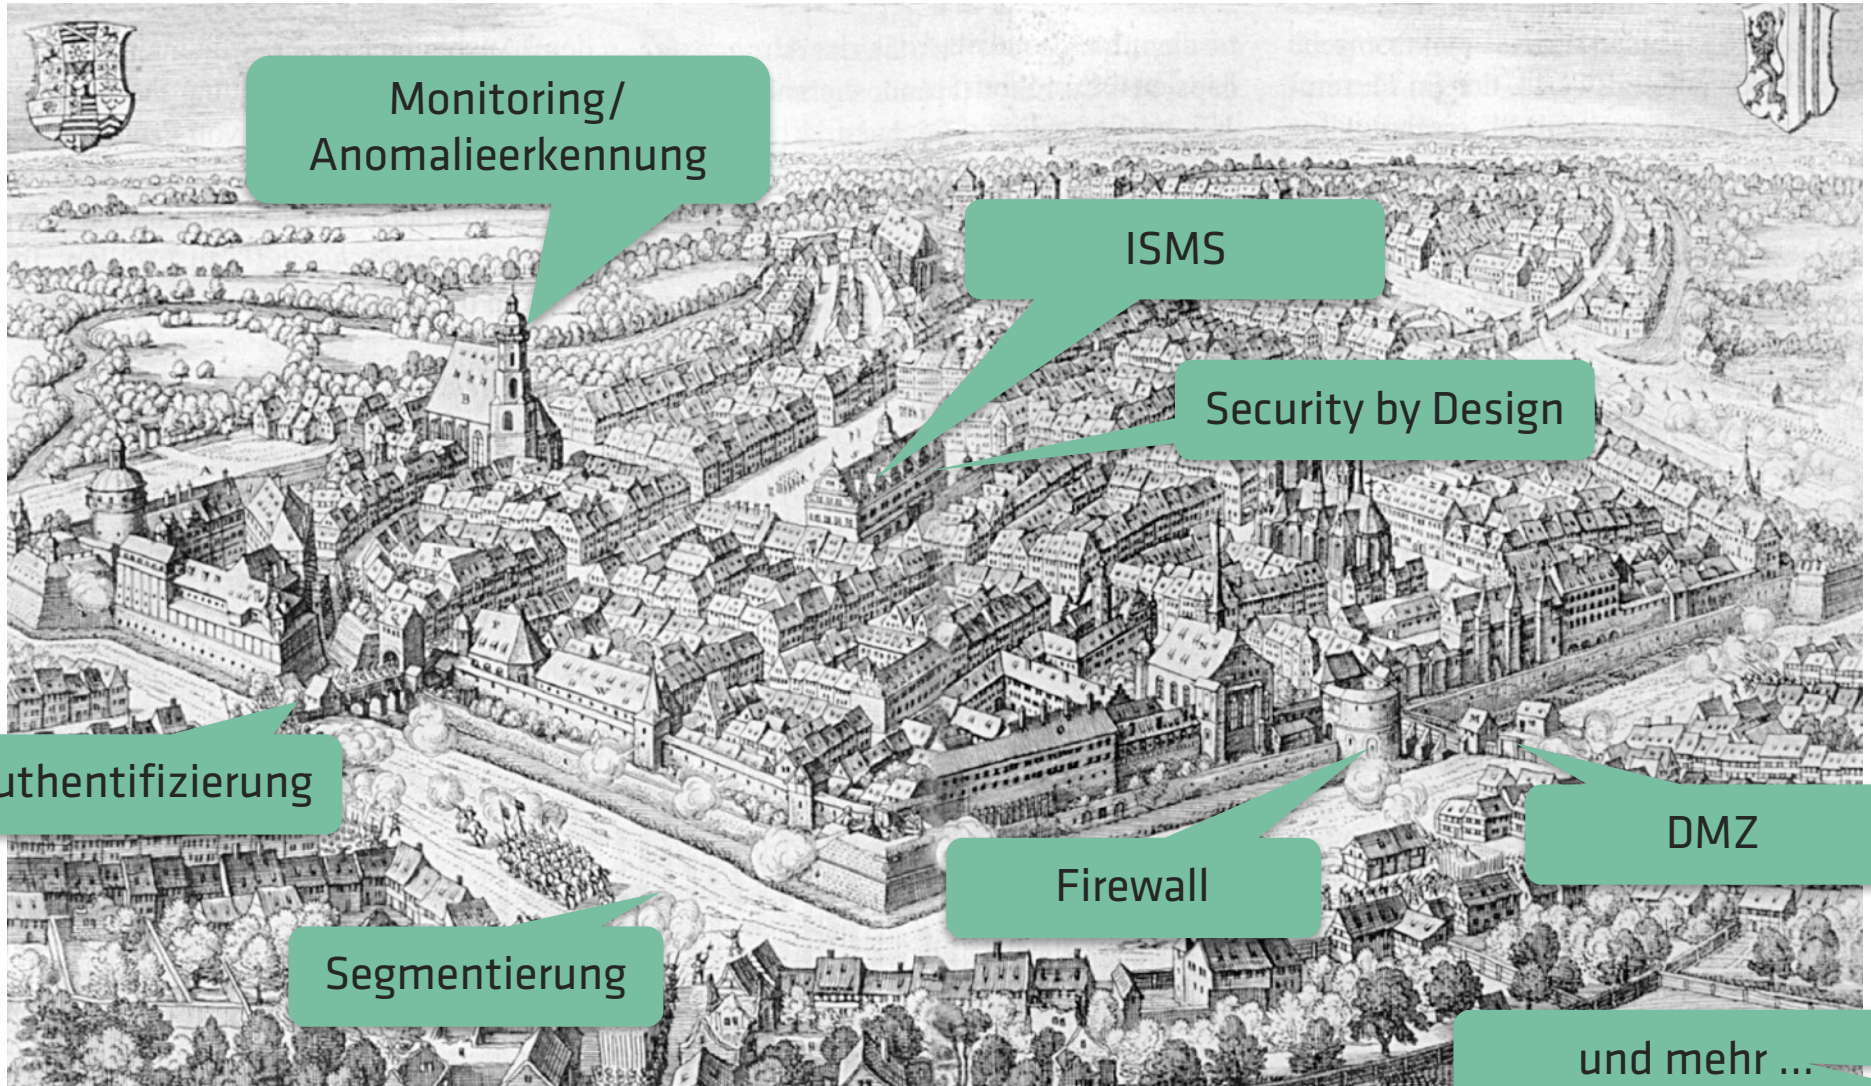 Monitoring/
Anomalieerkennung
ISMS
Security by Design
uthentifizierung
DMZ
Firewall
Segmentierung
und mehr ...